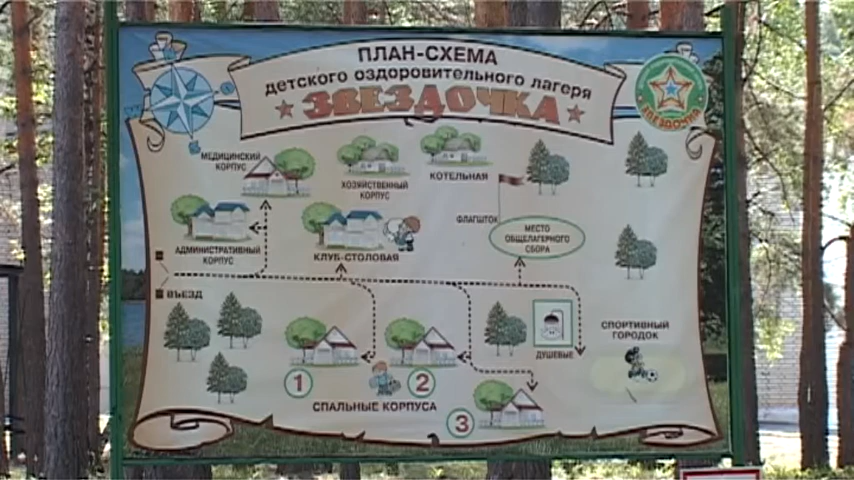 ПЛАН-СХЕМА
детского оздоровительного лагеря
ЗВЕЗДОЧКА
ЗВЕЗДОЧКА
МЕДИЦИНСКИЙ
КОРПУС
ХОЗЯЙСТВЕННЫЙ
КОРПУС
КОТЕЛЬНАЯ
ФЛАГШТОК
МЕСТО
ОБЩЕЛАГЕРНОГО
СБОРА
АДМИНИСТРАТИВНЫЙ
КОРПУС
КЛУБ-СТОЛОВАЯ
ВЪЕЗД
ДУШЕВЫЕ
СПОРТИВНЫЙ
ГОРОДОК
1
2
СПАЛЬНЫЕ КОРПУСА
3